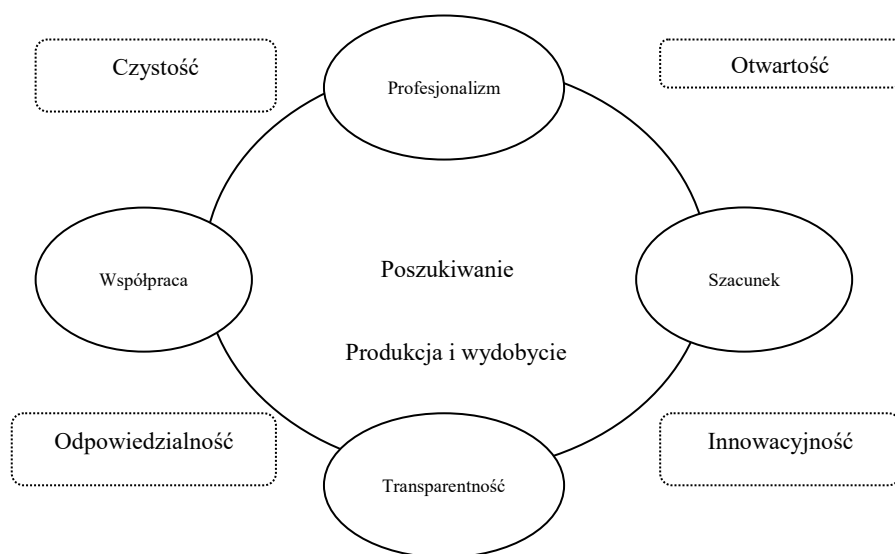 Czystość
Otwartość
Profesjonalizm
Współpraca
Poszukiwanie
Szacunek
Produkcja i wydobycie
Odpowiedzialność
Innowacyjność
Transparentność